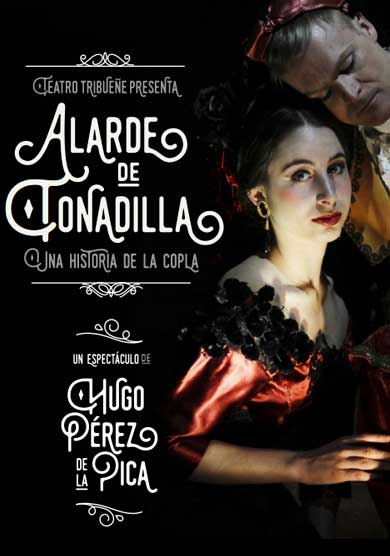 TEATRO TRIBUEÑE PRESENTA
ALARDE
DE
TONADILLA
UNA HISTORIA DE LA COPLA
UN ESPECTÁCULO DE
HUGO
PÉREZ
DE LA PICA